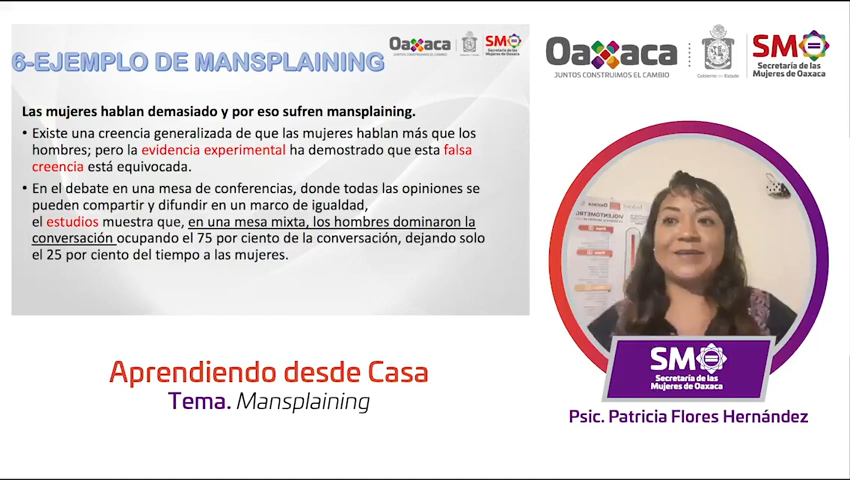 6-EJEMPLO DE MANSPLAINING
Oaxaca
JUNTOS CONSTRUIMOS EL CAMBIO
SM
Secretaría de las
Mujeres de Oaxaca
Las mujeres hablan demasiado y por eso sufren mansplaining.
• Existe una creencia generalizada de que las mujeres hablan más que los
hombres; pero la evidencia experimental ha demostrado que esta falsa
creencia está equivocada.
• En el debate en una mesa de conferencias, donde todas las opiniones se
pueden compartir y difundir en un marco de igualdad,
el estudios muestra que, en una mesa mixta, los hombres dominaron la
conversación ocupando el 75 por ciento de la conversación, dejando solo
el 25 por ciento del tiempo a las mujeres.
Oaxaca
JUNTOS CONSTRUIMOS EL CAMBIO
Gobierno del Estado
SM
Secretaría de las
Mujeres de Oaxaca
VIOLENTÓMETRO
SM
Secretaría de las
Mujeres de Oaxaca
Psic. Patricia Flores Hernández
Aprendiendo desde Casa
Tema. Mansplaining